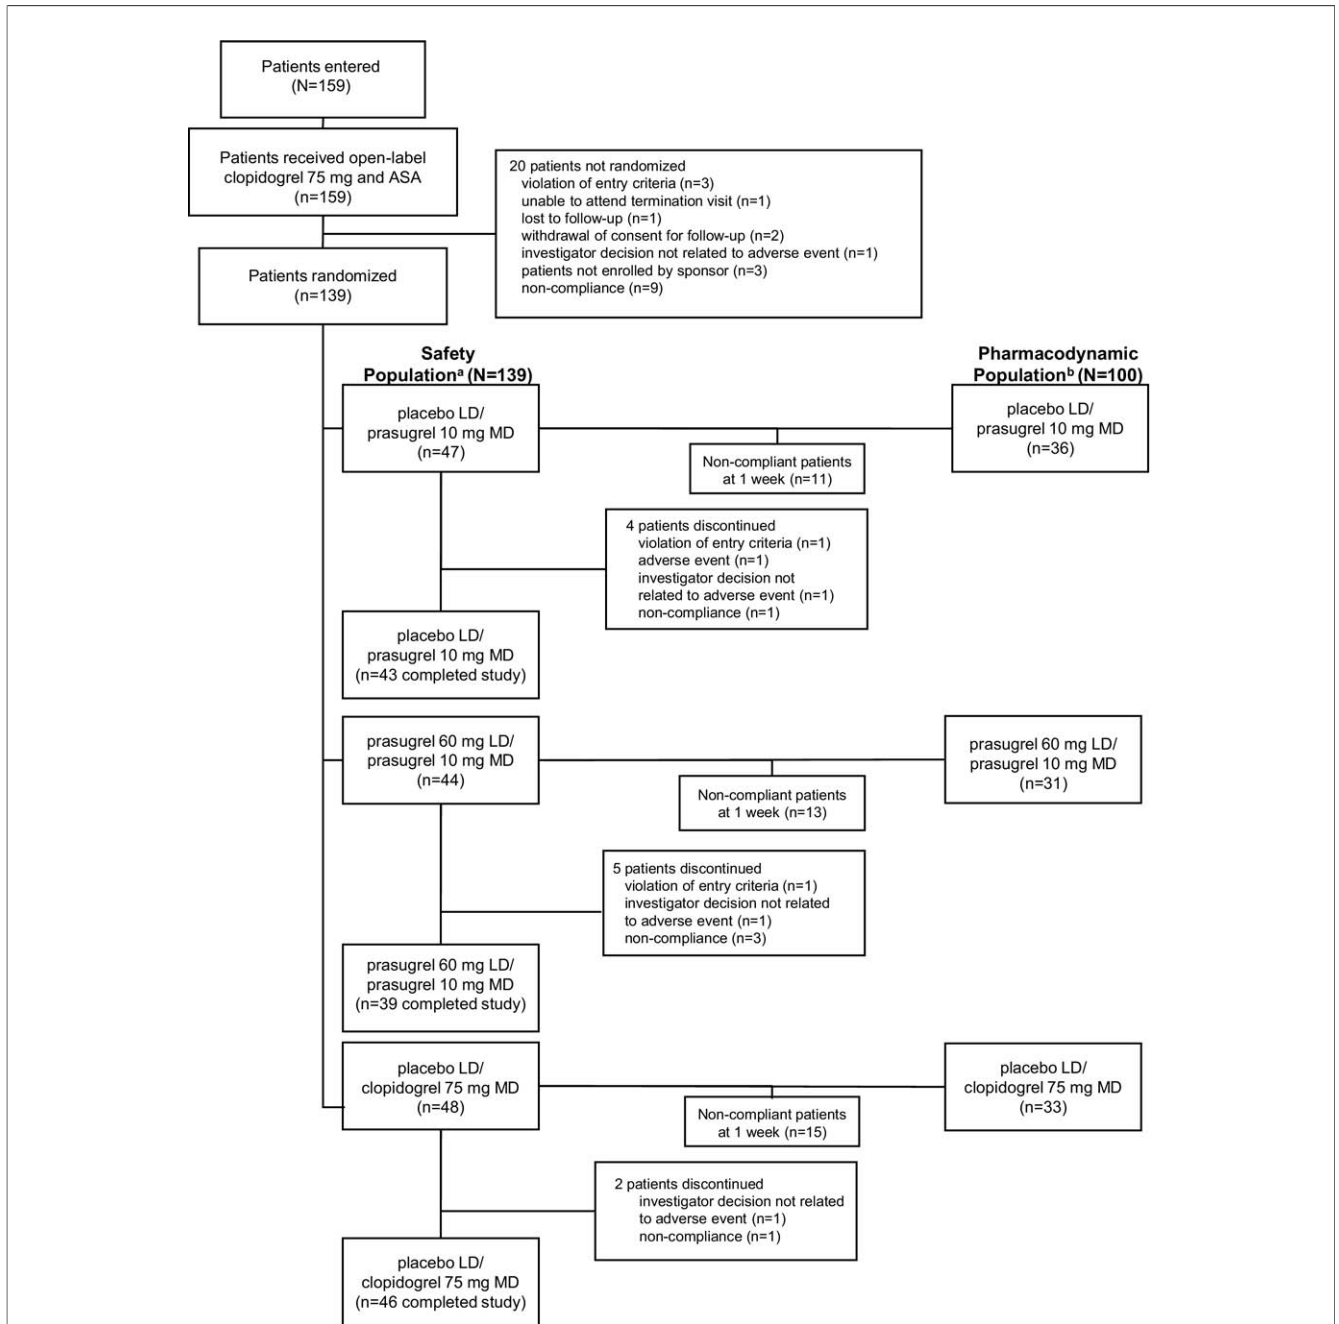 Patients entered
(N=159)
Patients received open-label
clopidogrel 75 mg and ASA
(n=159)
20 patients not randomized
violation of entry criteria (n=3)
unable to attend termination visit (n=1)
lost to follow-up (n=1)
withdrawal of consent for follow-up (n=2)
investigator decision not related to adverse event (n=1)
patients not enrolled by sponsor (n=3)
non-compliance (n=9)
Patients randomized
(n=139)
Safety
Populationᵃ (N=139)
Pharmacodynamic
Populationᵇ (N=100)
placebo LD/
prasugrel 10 mg MD
(n=47)
Non-compliant patients
at 1 week (n=11)
placebo LD/
prasugrel 10 mg MD
(n=36)
4 patients discontinued
violation of entry criteria (n=1)
adverse event (n=1)
investigator decision not
related to adverse event (n=1)
non-compliance (n=1)
placebo LD/
prasugrel 10 mg MD
(n=43 completed study)
prasugrel 60 mg LD/
prasugrel 10 mg MD
(n=44)
Non-compliant patients
at 1 week (n=13)
prasugrel 60 mg LD/
prasugrel 10 mg MD
(n=31)
5 patients discontinued
violation of entry criteria (n=1)
investigator decision not related
to adverse event (n=1)
non-compliance (n=3)
prasugrel 60 mg LD/
prasugrel 10 mg MD
(n=39 completed study)
placebo LD/
clopidogrel 75 mg MD
(n=48)
Non-compliant patients
at 1 week (n=15)
placebo LD/
clopidogrel 75 mg MD
(n=33)
2 patients discontinued
investigator decision not related
to adverse event (n=1)
non-compliance (n=1)
placebo LD/
clopidogrel 75 mg MD
(n=46 completed study)